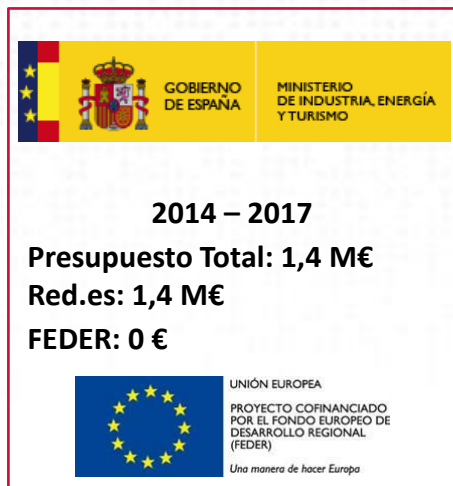 GOBIERNO
DE ESPAÑA
MINISTERIO
DE INDUSTRIA, ENERGÍA
Y TURISMO
2014 – 2017
Presupuesto Total: 1,4 M€
Red.es: 1,4 M€
FEDER: 0 €
UNIÓN EUROPEA
PROYECTO COFINANCIADO
POR EL FONDO EUROPEO DE
DESARROLLO REGIONAL
(FEDER)
Una manera de hacer Europa